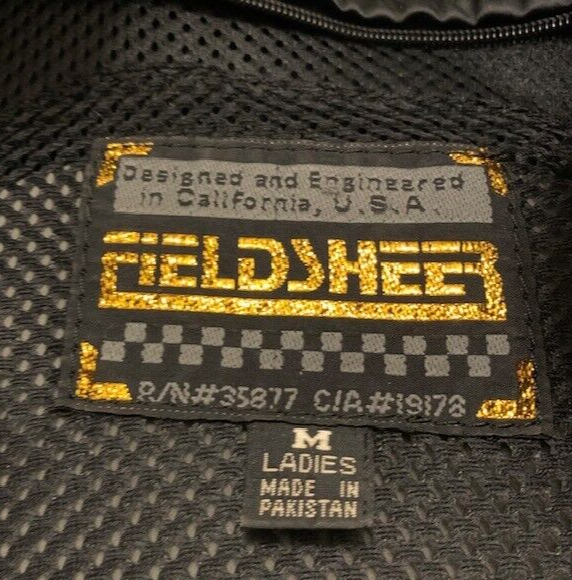 Designed and Engineered
in California, U.S.A.
FIELDSHEER
R/N#35877 C/A#19178
M
LADIES
MADE IN
PAKISTAN